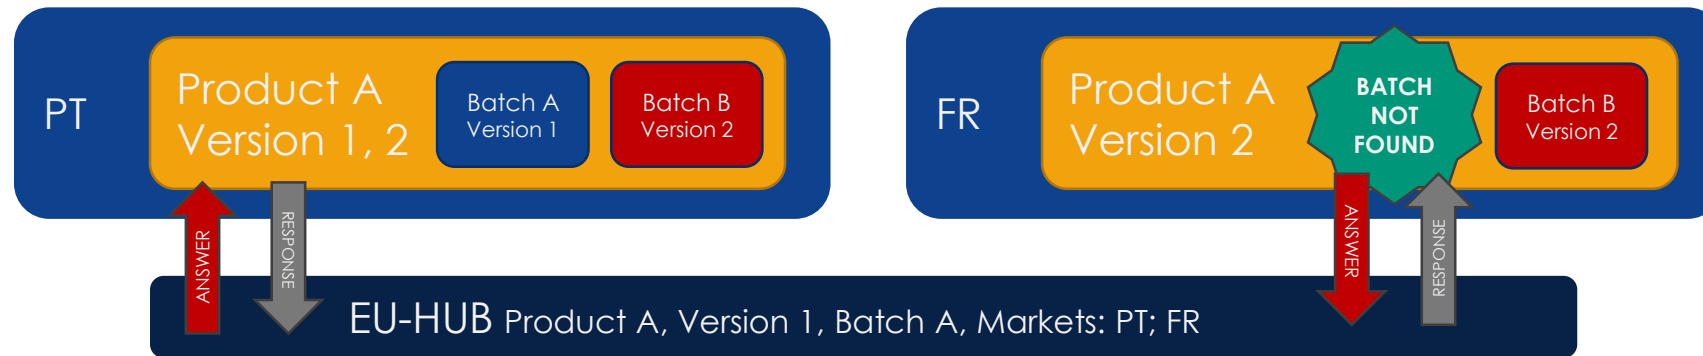 PT
Product A
Version 1, 2
Batch A
Version 1
Batch B
Version 2
ANSWER
RESPONSE
FR
Product A
Version 2
BATCH
NOT
FOUND
Batch B
Version 2
ANSWER
RESPONSE
EU-HUB Product A, Version 1, Batch A, Markets: PT; FR